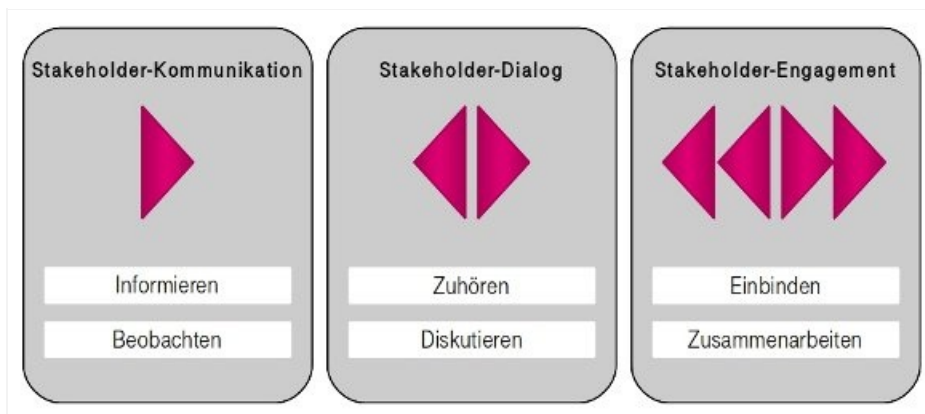 Stakeholder-Kommunikation
Informieren
Beobachten
Stakeholder-Dialog
Zuhören
Diskutieren
Stakeholder-Engagement
Einbinden
Zusammenarbeiten